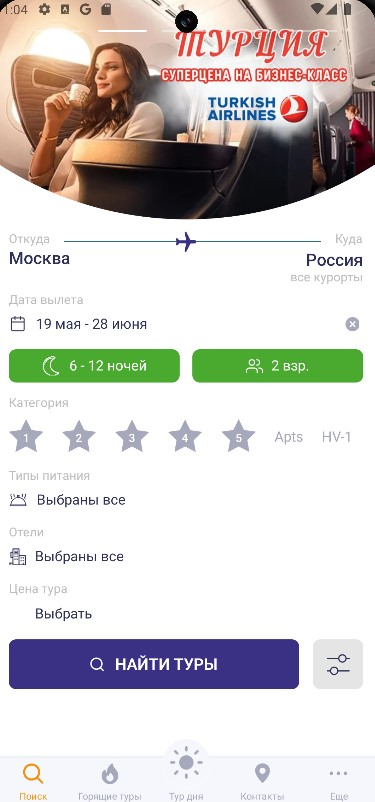 1:04
ТУРЦИЯ
СУПЕРЦЕНА НА БИЗНЕС-КЛАСС
TURKISH
AIRLINES
Откуда
Куда
Москва
Россия
все курорты
Дата вылета
19 мая - 28 июня
6 - 12 ночей
2 взр.
Категория
1 2 3 4 5 Apts HV-1
Типы питания
Выбраны все
Отели
Выбраны все
Цена тура
Выбрать
НАЙТИ ТУРЫ
Поиск
Горящие туры
Тур дня
Контакты
Еще